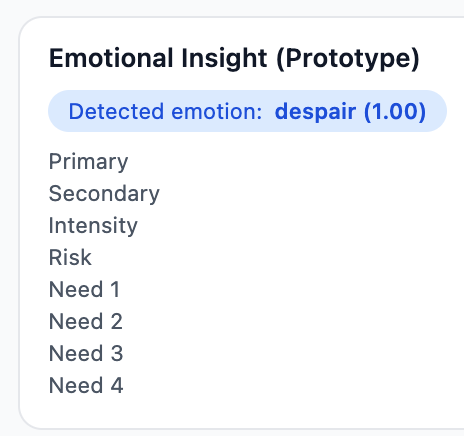 Emotional Insight (Prototype)
Detected emotion: despair (1.00)
Primary
Secondary
Intensity
Risk
Need 1
Need 2
Need 3
Need 4